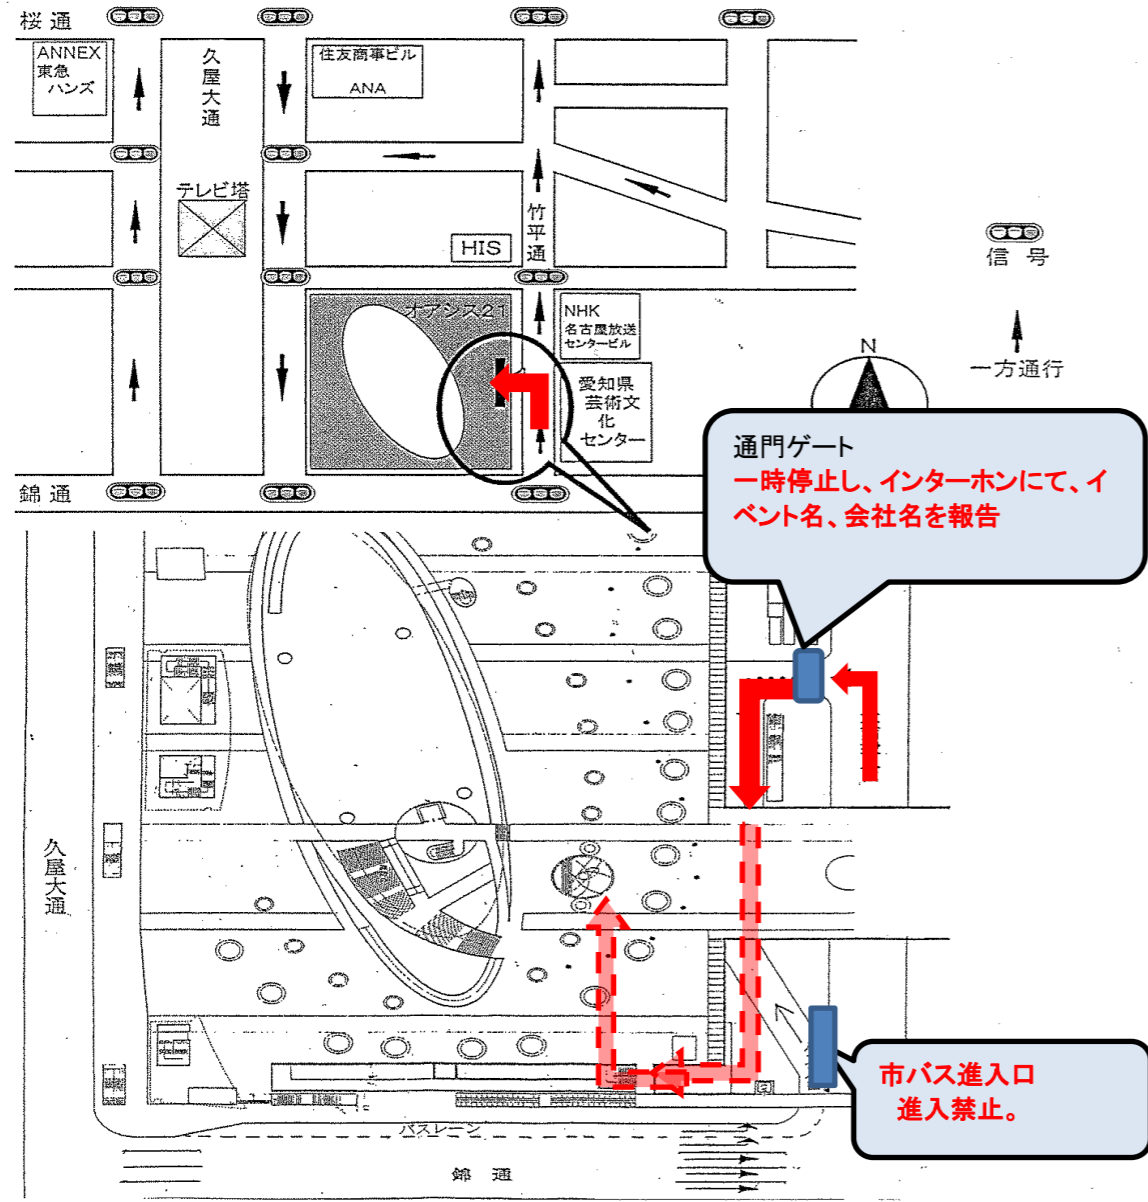 桜通
ANNEX
東急
ハンズ
久屋大通
住友商事ビル
ANA
テレビ塔
竹平通
HIS
信号
オアシス21
NHK
名古屋放送
センタービル
一方通行
N
愛知県
芸術文
化
センター
錦通
通門ゲート
一時停止し、インターホンにて、イ
ベント名、会社名を報告
久屋大通
市バス進入口
進入禁止。
バスレーン
錦通